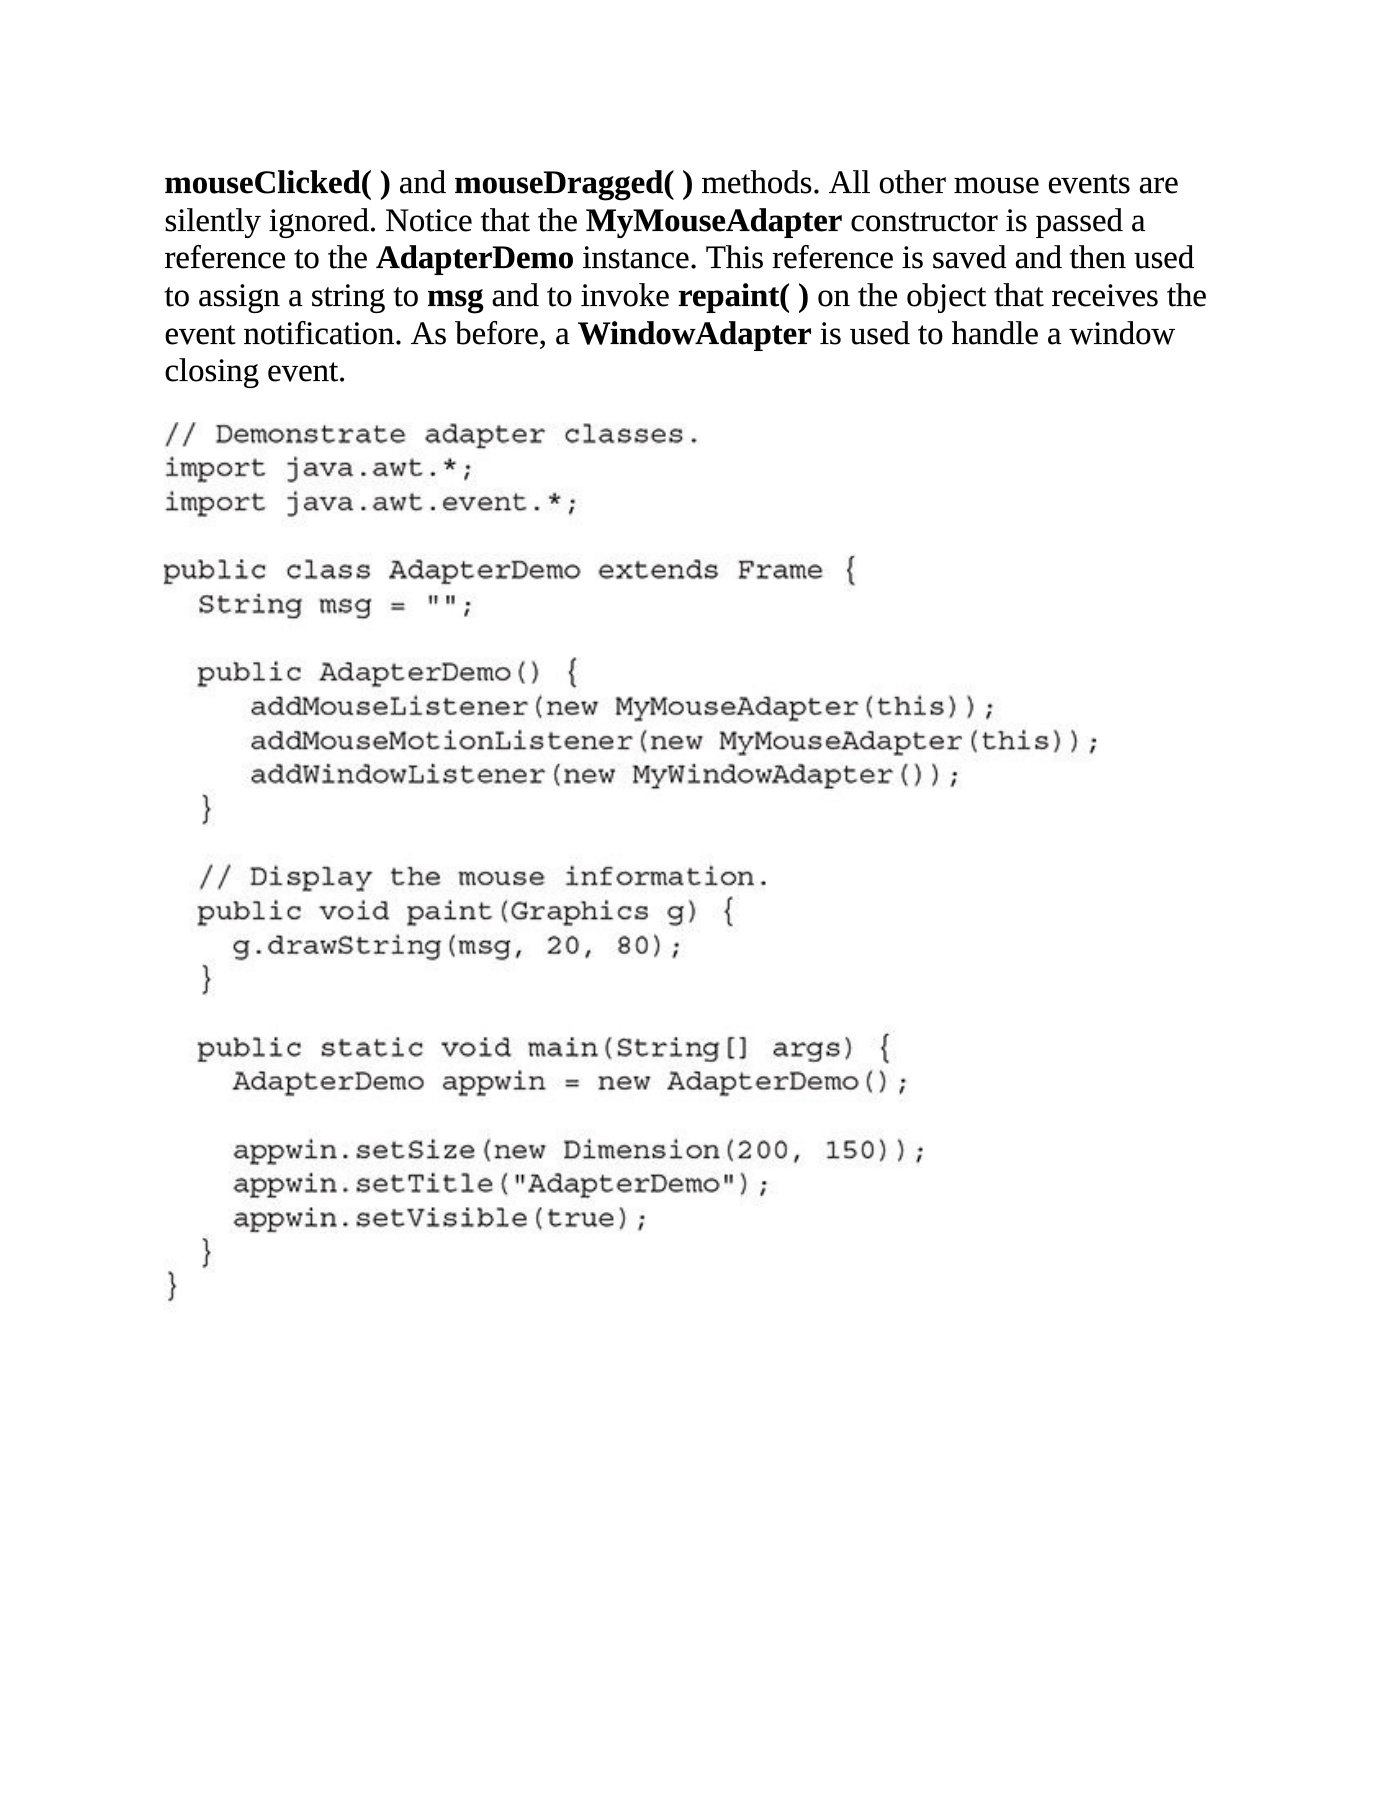 mouseClicked( ) and mouseDragged( ) methods. All other mouse events are
silently ignored. Notice that the MyMouseAdapter constructor is passed a
reference to the AdapterDemo instance. This reference is saved and then used
to assign a string to msg and to invoke repaint( ) on the object that receives the
event notification. As before, a WindowAdapter is used to handle a window
closing event.
// Demonstrate adapter classes.
import java.awt.*;
import java.awt.event.*;
public class AdapterDemo extends Frame {
  String msg = "";
  public AdapterDemo() {
     addMouseListener(new MyMouseAdapter(this));
     addMouseMotionListener(new MyMouseAdapter(this));
     addWindowListener(new MyWindowAdapter());
  }
  // Display the mouse information.
  public void paint(Graphics g) {
    g.drawString(msg, 20, 80);
  }
  public static void main(String[] args) {
    AdapterDemo appwin = new AdapterDemo();
    appwin.setSize(new Dimension(200, 150));
    appwin.setTitle("AdapterDemo");
    appwin.setVisible(true);
  }
}